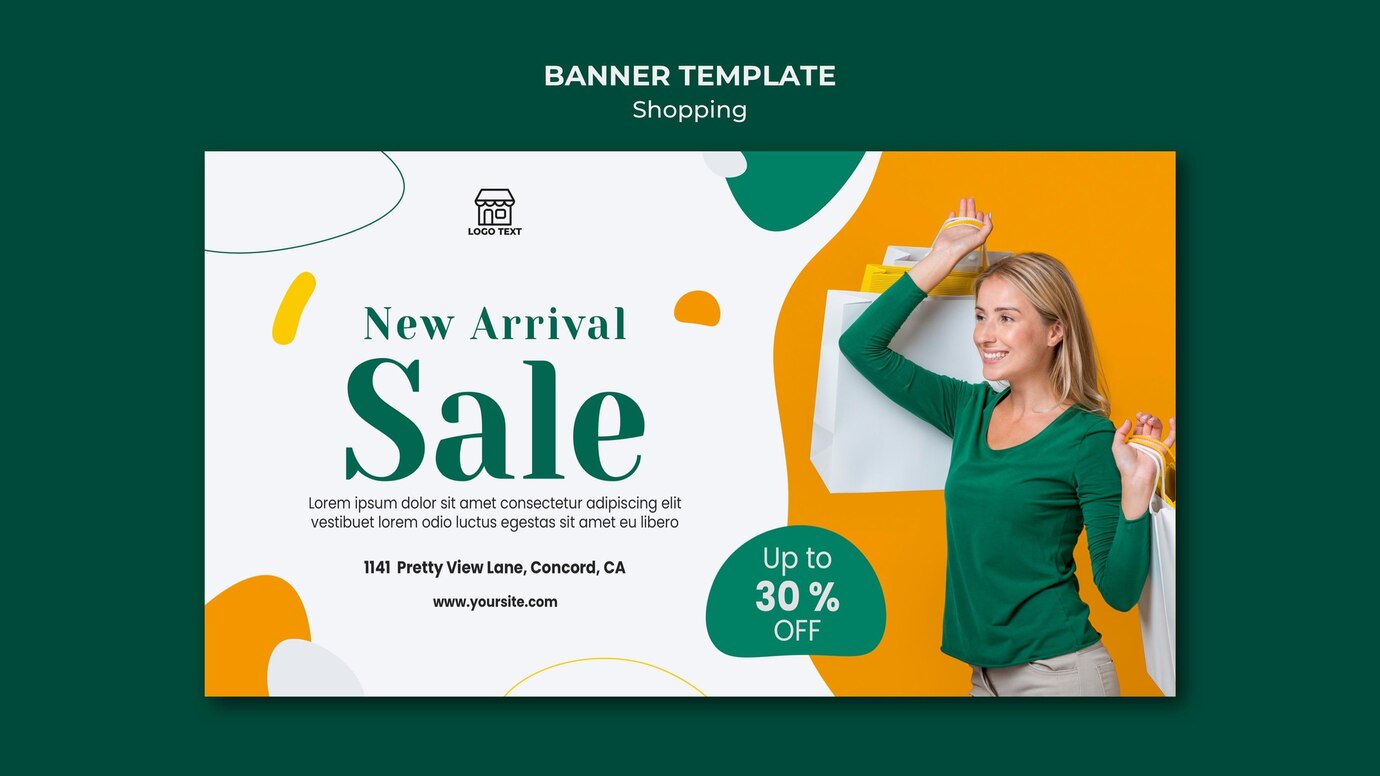 BANNER TEMPLATE
Shopping
LOGO TEXT
New Arrival
Sale
Lorem ipsum dolor sit amet consectetur adipiscing elit
vestibuet lorem odio luctus egestas sit amet eu libero
1141 Pretty View Lane, Concord, CA
www.yoursite.com
Up to
30 %
OFF